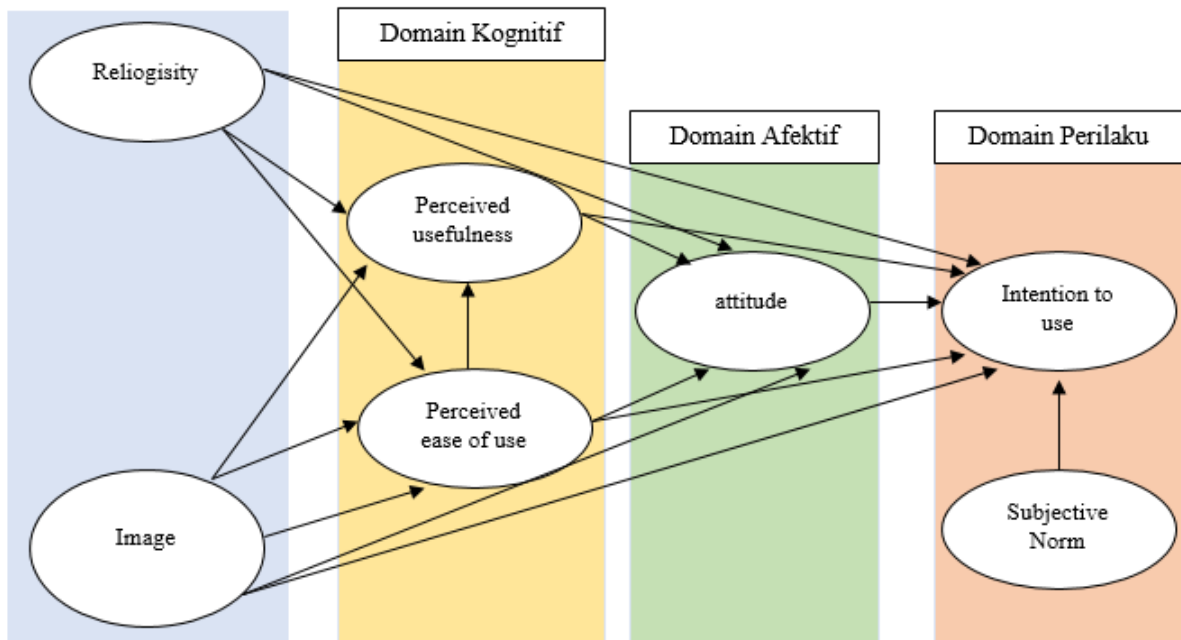 Reliogisity
Domain Kognitif
Domain Afektif
Domain Perilaku
Perceived
usefulness
attitude
Intention to
use
Perceived
ease of use
Image
Subjective
Norm